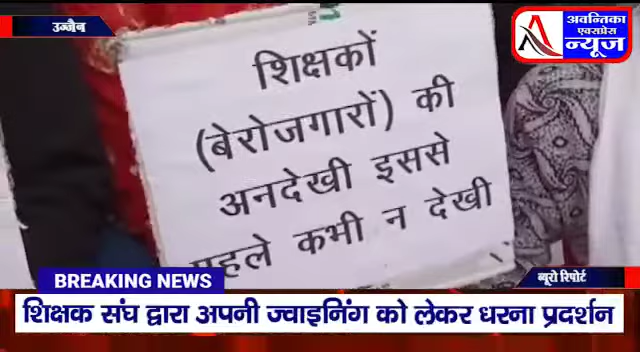 उज्जैन
अवन्तिका
एक्सप्रेस
न्यूज
शिक्षकों
(बेरोजगारों) की
अनदेखी इससे
पहले कभी न देखी
BREAKING NEWS
ब्यूरो रिपोर्ट
शिक्षक संघ द्वारा अपनी ज्वाइनिंग को लेकर धरना प्रदर्शन